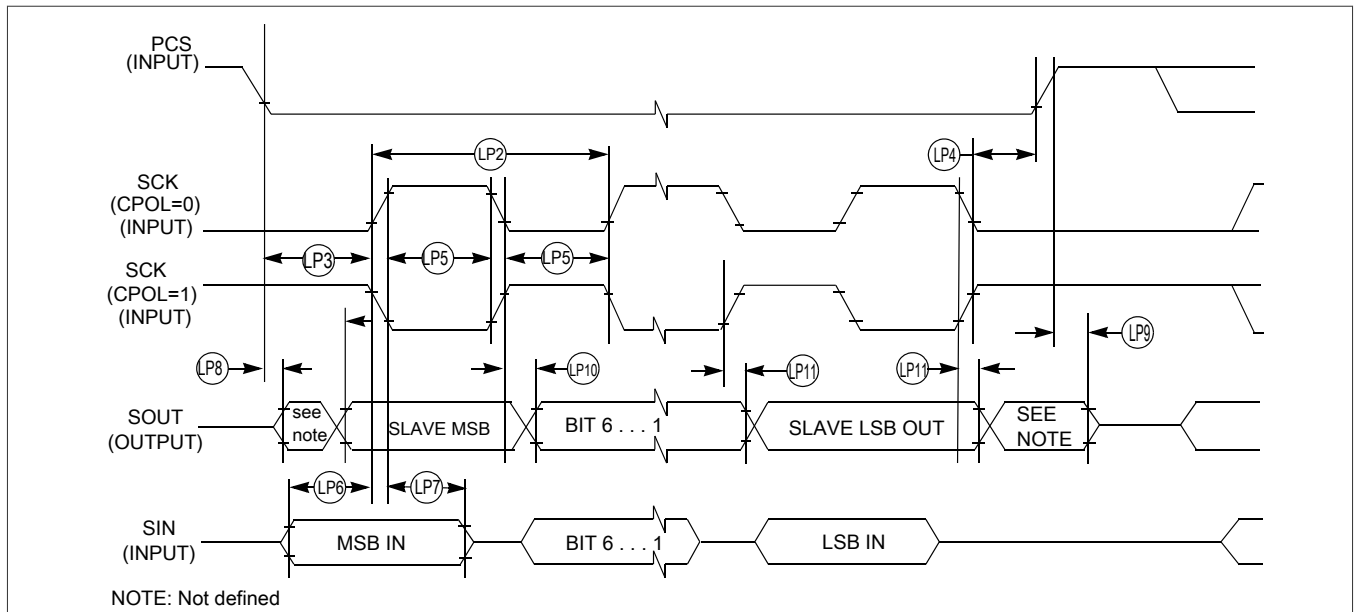 PCS
(INPUT)
LP2
LP4
SCK
(CPOL=0)
(INPUT)
LP3
LP5
LP5
SCK
(CPOL=1)
(INPUT)
LP8
LP10
LP11
LP11
LP9
SOUT
(OUTPUT)
see
note
SLAVE MSB
BIT 6 . . . 1
SLAVE LSB OUT
SEE
NOTE
LP6
LP7
SIN
(INPUT)
MSB IN
BIT 6 . . . 1
LSB IN
NOTE: Not defined